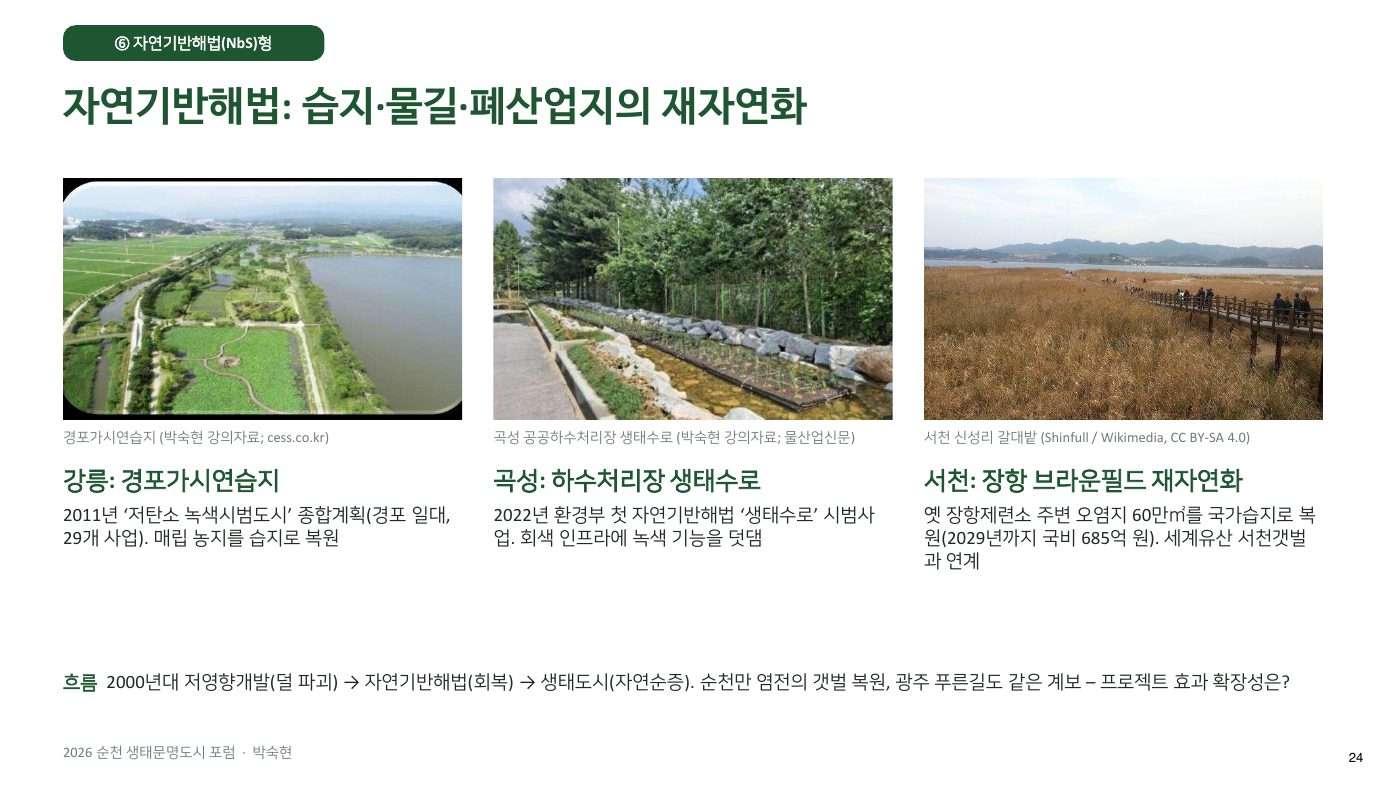 ⑥ 자연기반해법(NbS)형
자연기반해법: 습지·물길·폐산업지의 재자연화
경포가시연습지 (박숙현 강의자료; cess.co.kr)
강릉: 경포가시연습지
2011년 ‘저탄소 녹색시범도시’ 종합계획(경포 일대,
29개 사업). 매립 농지를 습지로 복원
곡성 공공하수처리장 생태수로 (박숙현 강의자료; 물산업신문)
곡성: 하수처리장 생태수로
2022년 환경부 첫 자연기반해법 ‘생태수로’ 시범사
업. 회색 인프라에 녹색 기능을 덧댐
서천 신성리 갈대밭 (Shinfull / Wikimedia, CC BY-SA 4.0)
서천: 장항 브라운필드 재자연화
옛 장항제련소 주변 오염지 60만㎡를 국가습지로 복
원(2029년까지 국비 685억 원). 세계유산 서천갯벌
과 연계
흐름 2000년대 저영향개발(덜 파괴) → 자연기반해법(회복) → 생태도시(자연순증). 순천만 염전의 갯벌 복원, 광주 푸른길도 같은 계보 – 프로젝트 효과 확장성은?
2026 순천 생태문명도시 포럼 · 박숙현
24